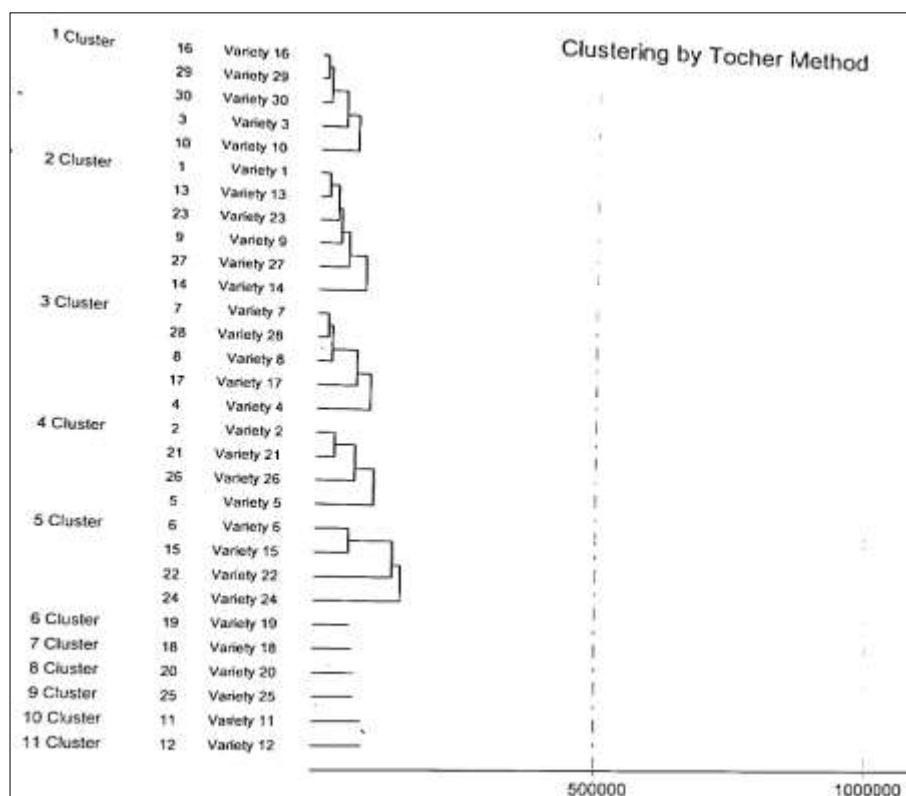 Clustering by Tocher Method
1 Cluster 16 Variety 16
29 Variety 29
30 Variety 30
3 Variety 3
10 Variety 10
2 Cluster 1 Variety 1
13 Variety 13
23 Variety 23
9 Variety 9
27 Variety 27
14 Variety 14
3 Cluster 7 Variety 7
28 Variety 28
8 Variety 8
17 Variety 17
4 Variety 4
4 Cluster 2 Variety 2
21 Variety 21
26 Variety 26
5 Variety 5
5 Cluster 6 Variety 6
15 Variety 15
22 Variety 22
24 Variety 24
6 Cluster 19 Variety 19
7 Cluster 18 Variety 18
8 Cluster 20 Variety 20
9 Cluster 25 Variety 25
10 Cluster 11 Variety 11
11 Cluster 12 Variety 12
500000 1000000